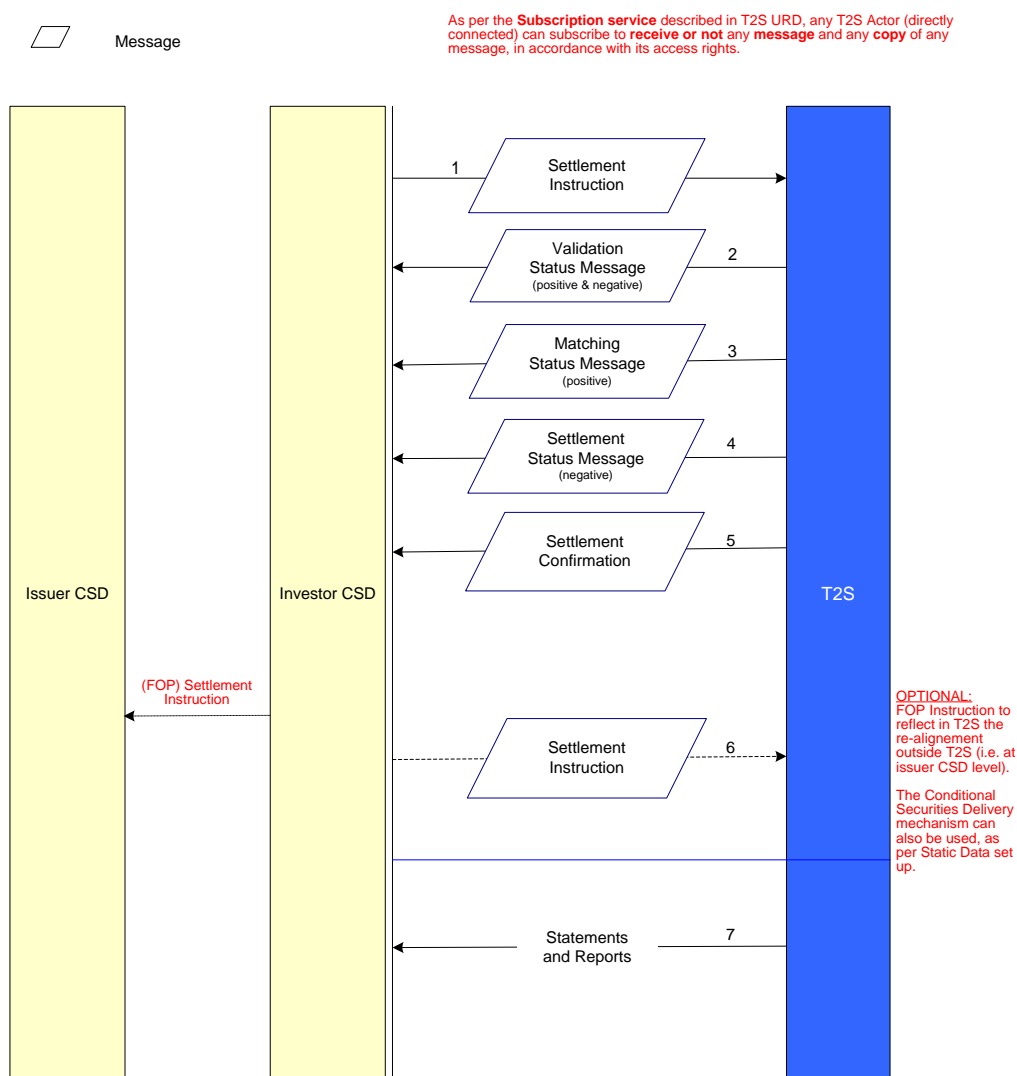 Message
As per the Subscription service described in T2S URD, any T2S Actor (directly
connected) can subscribe to receive or not any message and any copy of any
message, in accordance with its access rights.
1
Settlement
Instruction
Validation
Status Message
(positive & negative)
2
Matching
Status Message
(positive)
3
Settlement
Status Message
(negative)
4
Settlement
Confirmation
5
Issuer CSD
Investor CSD
T2S
(FOP) Settlement
Instruction
Settlement
Instruction
6
OPTIONAL:
FOP Instruction to
reflect in T2S the
re-alignement
outside T2S (i.e. at
issuer CSD level).
The Conditional
Securities Delivery
mechanism can
also be used, as
per Static Data set
up.
Statements
and Reports
7